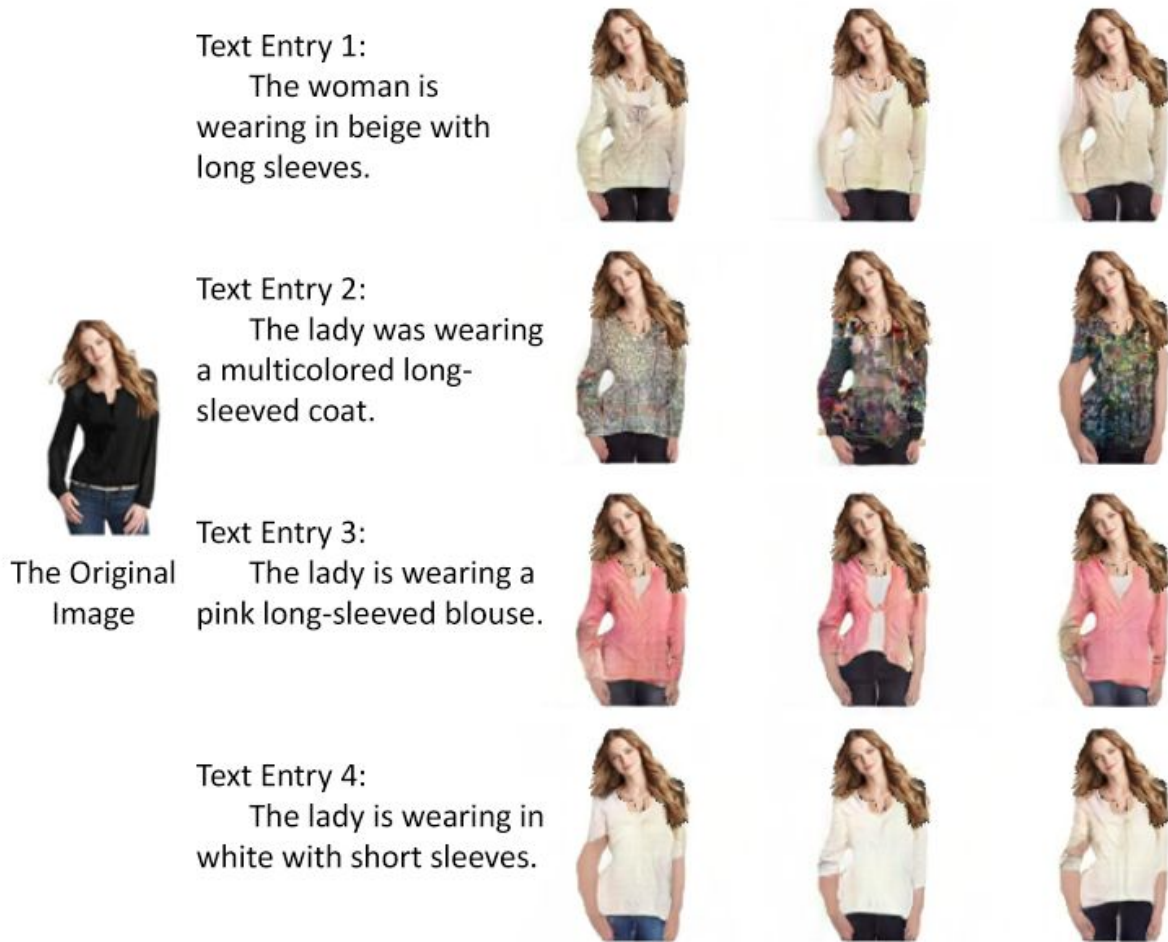 Text Entry 1:
The woman is
wearing in beige with
long sleeves.
Text Entry 2:
The lady was wearing
a multicolored long-
sleeved coat.
The Original
Image
Text Entry 3:
The lady is wearing a
pink long-sleeved blouse.
Text Entry 4:
The lady is wearing in
white with short sleeves.